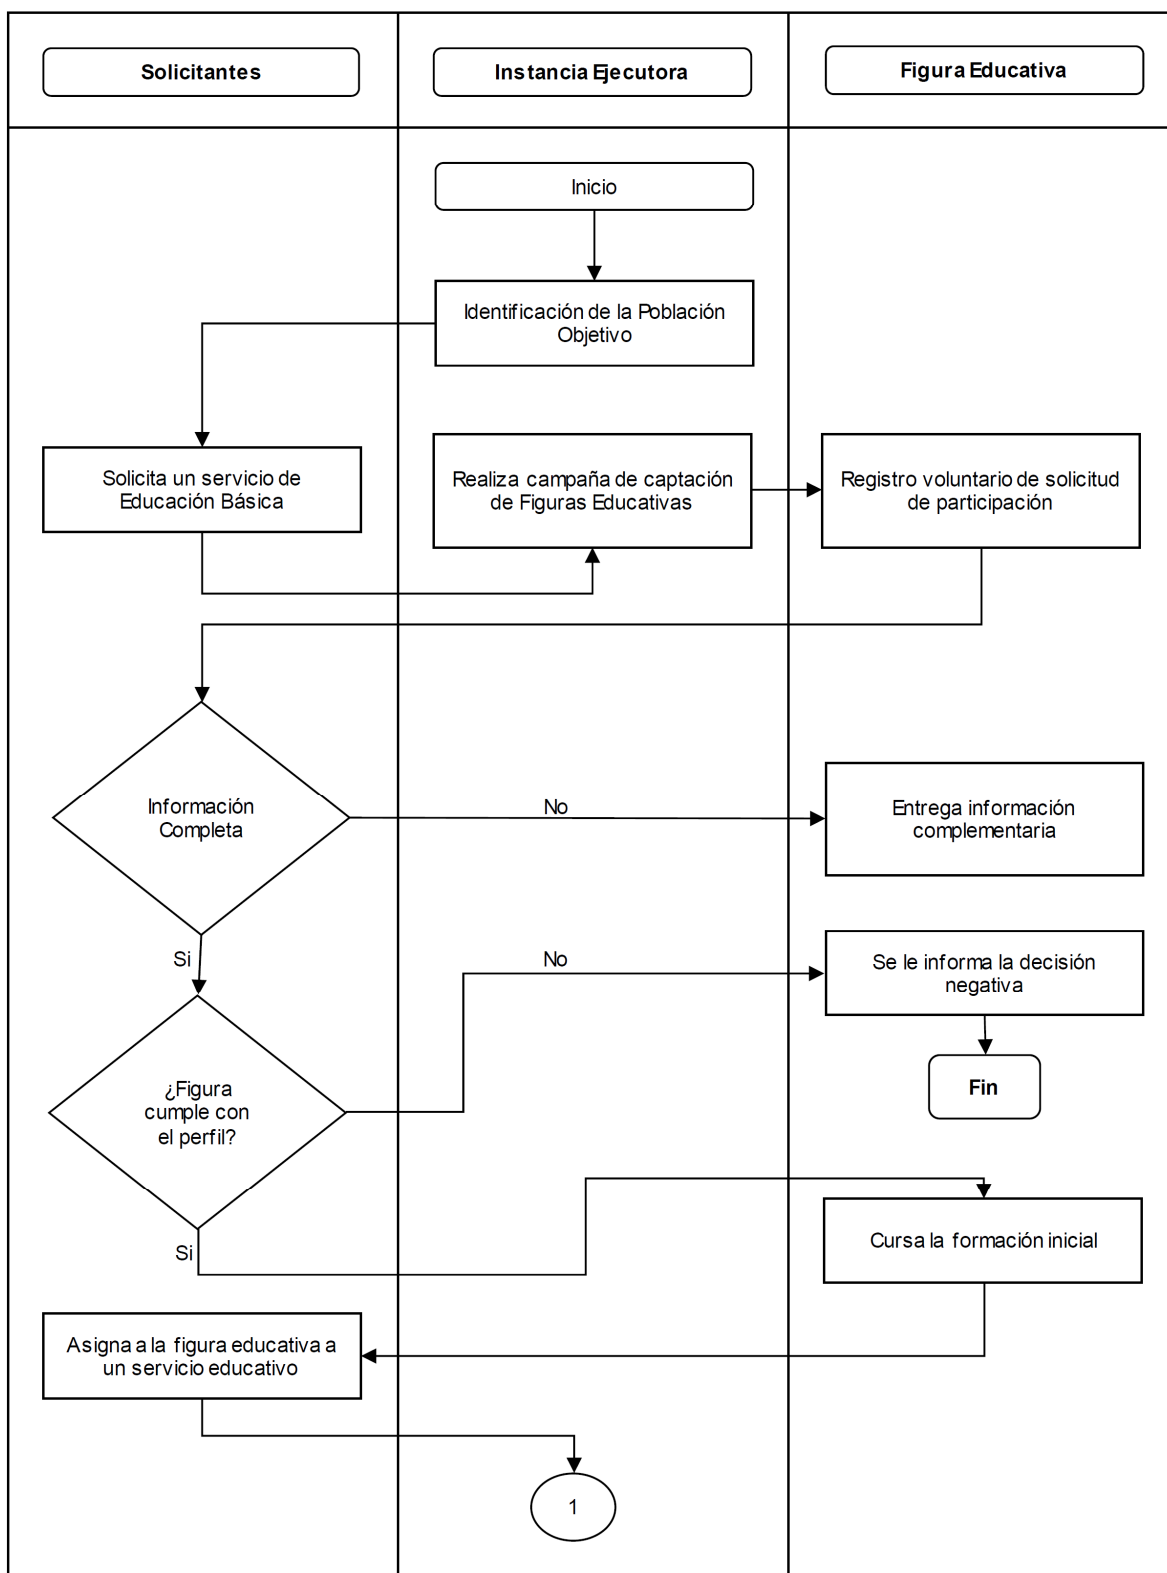 Solicitantes
Instancia Ejecutora
Figura Educativa
Inicio
Identificación de la Población
Objetivo
Solicita un servicio de
Educación Básica
Realiza campaña de captación
de Figuras Educativas
Registro voluntario de solicitud
de participación
Información
Completa
No
Entrega información
complementaria
Si
No
Se le informa la decisión
negativa
Fin
¿Figura
cumple con
el perfil?
Si
Cursa la formación inicial
Asigna a la figura educativa a
un servicio educativo
1